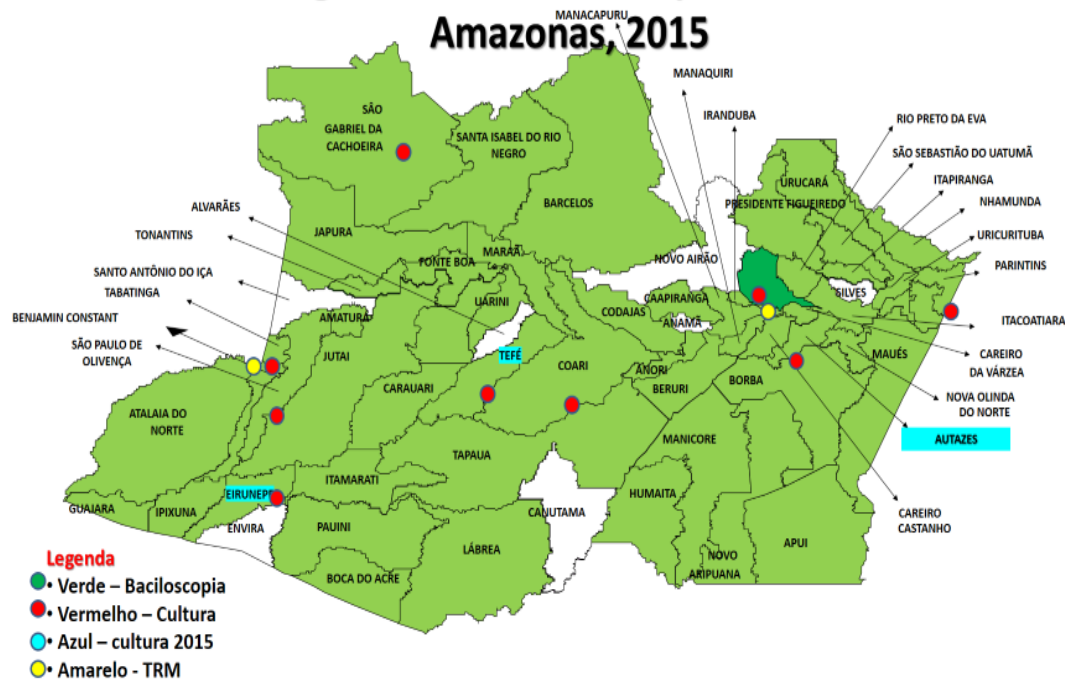 MANACAPURU
Amazonas, 2015
MANAQUIRI
IRANDUBA
RIO PRETO DA EVA
SÃO SEBASTIÃO DO UATUMÃ
ITAPIRANGA
NHAMUNDA
URICURITUBA
PARINTINS
SÃO
GABRIEL DA
CACHOEIRA
SANTA ISABEL DO RIO
NEGRO
BARCELOS
URUCARÁ
PRESIDENTE FIGUEIREDO
ALVARÃES
TONANTINS
SANTO ANTÔNIO DO IÇA
TABATINGA
BENJAMIN CONSTANT
SÃO PAULO DE
OLIVENÇA
JAPURA
FONTE BOA
MARAÃ
NOVO AIRÃO
UARINI
AMATURA
CODAJAS
CAAPIRANGA
ANAMÃ
SILVES
ITACOATIARA
JUTAI
TEFÉ
COARI
ANORI
BERURI
BORBA
MAUÉS
CAREIRO
DA VÁRZEA
CARAUARI
NOVA OLINDA
DO NORTE
ATALAIA DO
NORTE
MANICORE
AUTAZES
TAPAUA
ITAMARATI
EIRUNEPE
HUMAITA
GUAJARA
IPIXUNA
ENVIRA
PAUINI
CANUTAMA
CAREIRO
CASTANHO
LÁBREA
APUI
NOVO
ARIPUANA
BOCA DO ACRE
Legenda
• Verde – Baciloscopia
• Vermelho – Cultura
• Azul – cultura 2015
• Amarelo - TRM